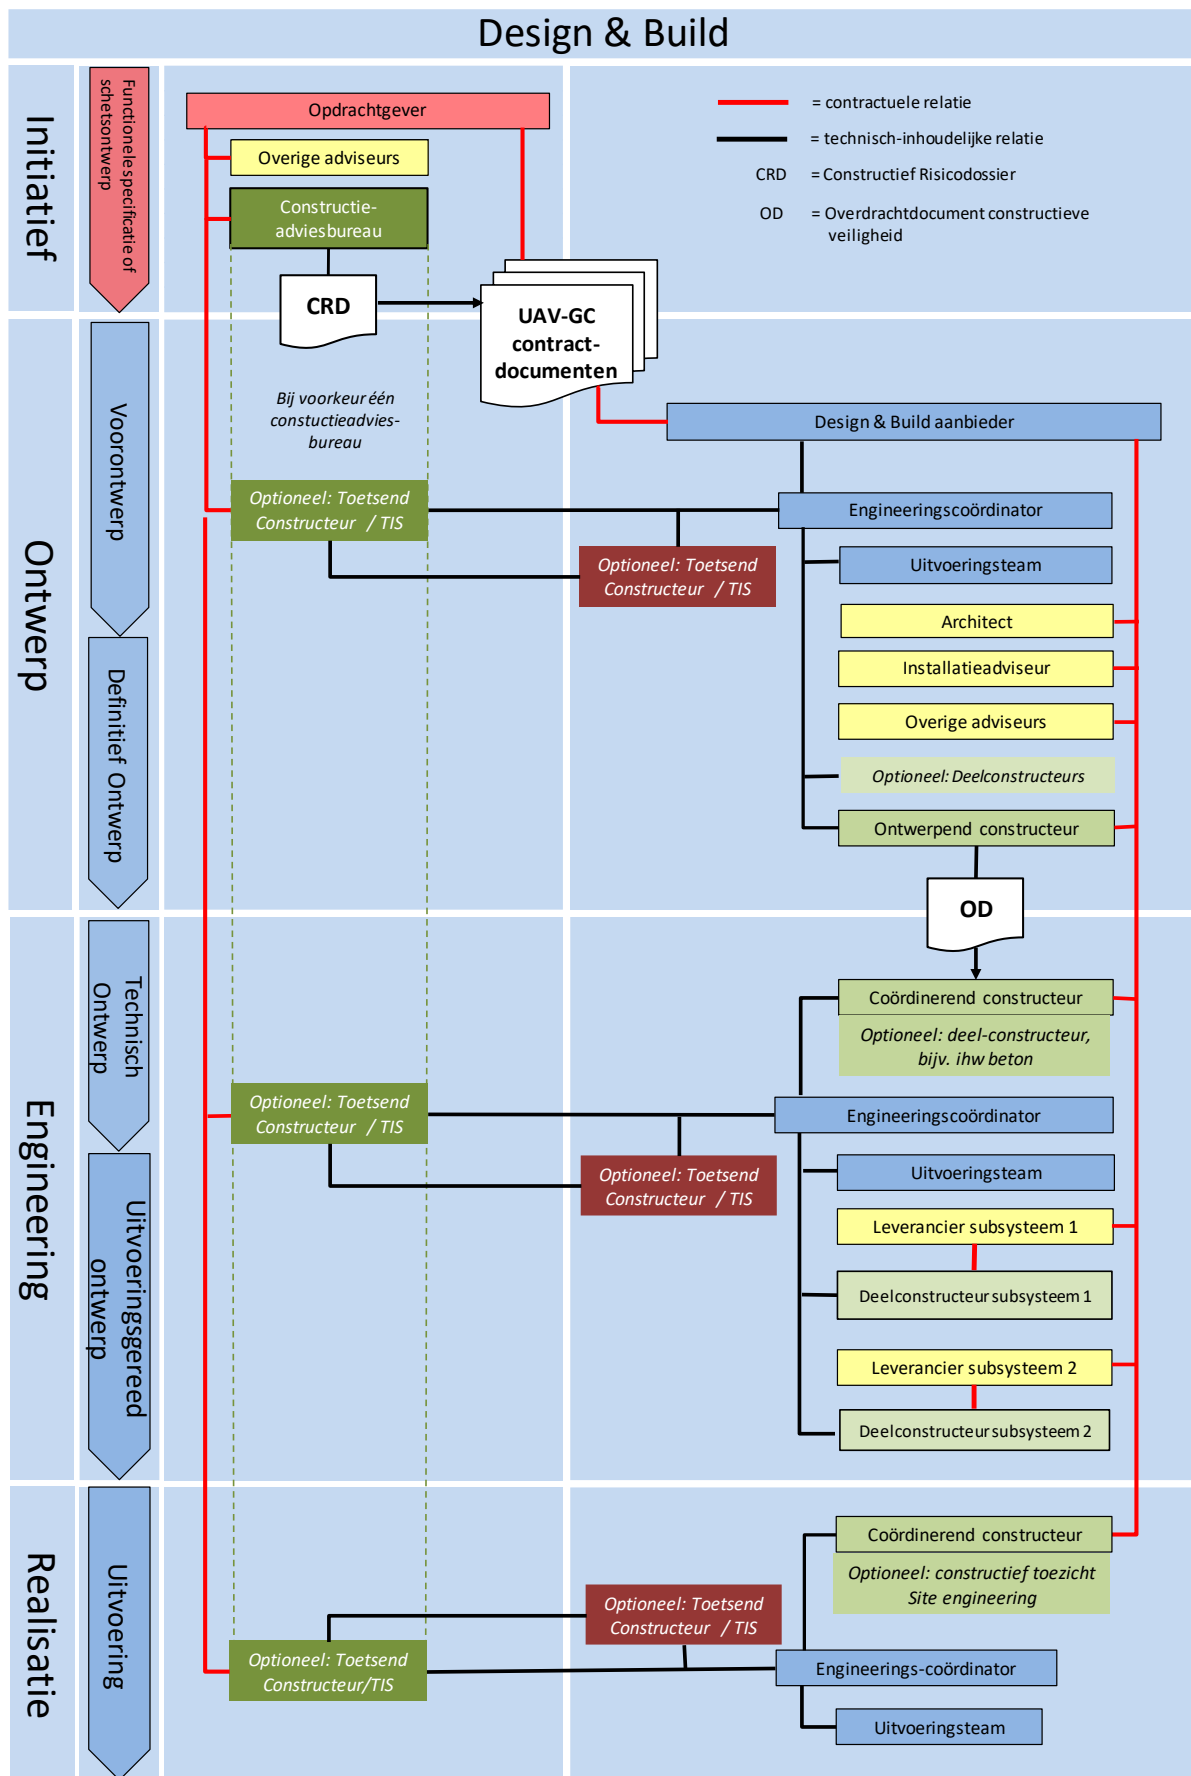 Design & Build
Initiatief
Functionele specificatie of
schetsontwerp
Opdrachtgever
Overige adviseurs
Constructie-
adviesbureau
CRD
= contractuele relatie
= technisch-inhoudelijke relatie
CRD = Constructief Risicodossier
OD = Overdrachtdocument constructieve
veiligheid
UAV-GC
contract-
documenten
Ontwerp
Voorontwerp
Definitief Ontwerp
Bij voorkeur één
constuctieadvies-
bureau
Design & Build aanbieder
Optioneel: Toetsend
Constructeur / TIS
Engineeringscoördinator
Optioneel: Toetsend
Constructeur / TIS
Uitvoeringsteam
Architect
Installatieadviseur
Overige adviseurs
Optioneel: Deelconstructeurs
Ontwerpend constructeur
OD
Engineering
Technisch
Ontwerp
Uitvoeringsgereed
ontwerp
Coördinerend constructeur
Optioneel: deel-constructeur,
bijv. ihw beton
Optioneel: Toetsend
Constructeur / TIS
Engineeringscoördinator
Optioneel: Toetsend
Constructeur / TIS
Uitvoeringsteam
Leverancier subsysteem 1
Deelconstructeur subsysteem 1
Leverancier subsysteem 2
Deelconstructeur subsysteem 2
Realisatie
Uitvoering
Coördinerend constructeur
Optioneel: constructief toezicht
Site engineering
Optioneel: Toetsend
Constructeur / TIS
Optioneel: Toetsend
Constructeur/TIS
Engineerings-coördinator
Uitvoeringsteam